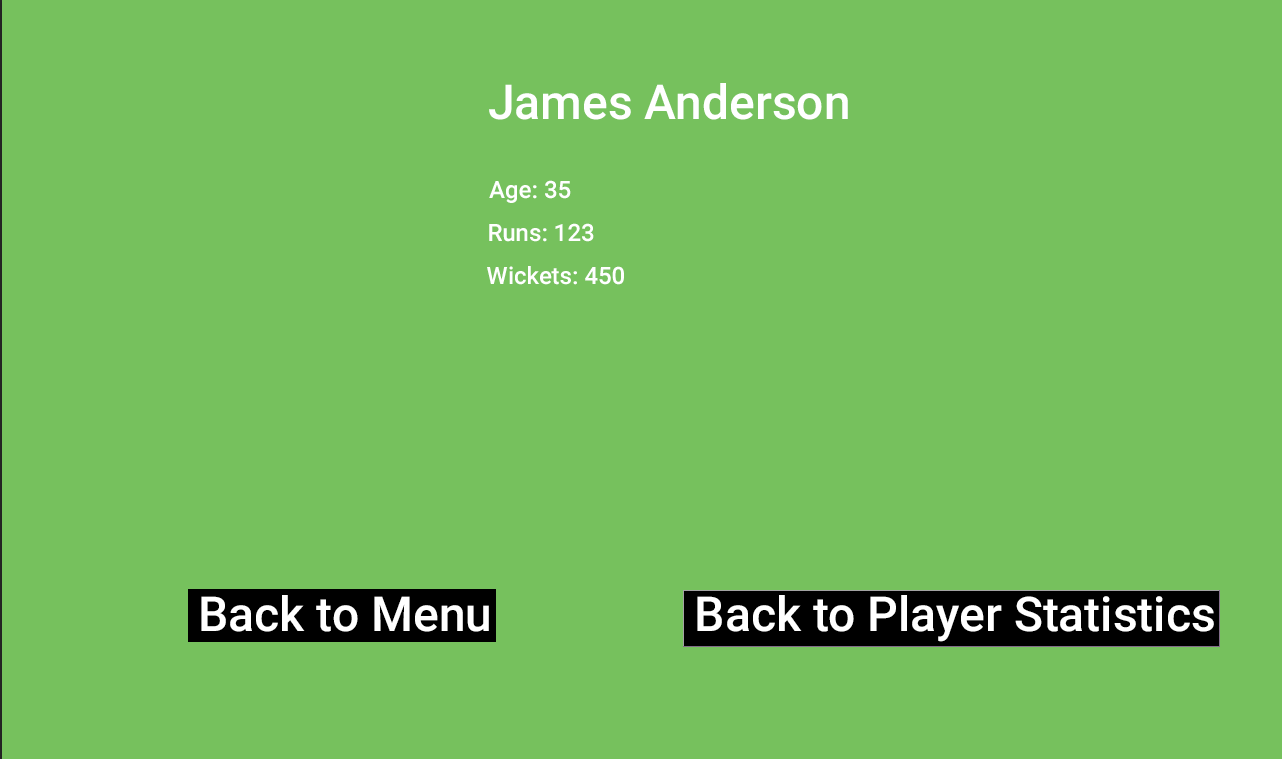 James Anderson
Age: 35
Runs: 123
Wickets: 450
Back to Menu
Back to Player Statistics